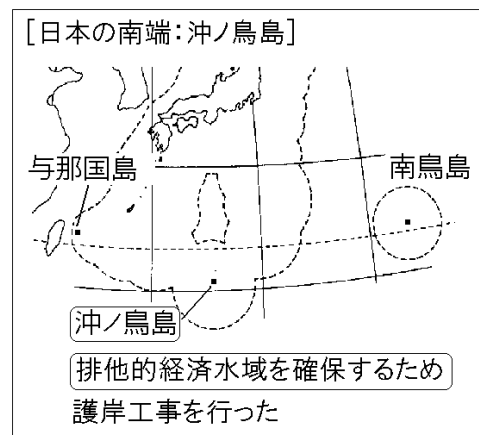 [日本の南端:沖ノ鳥島]
与那国島
南鳥島
沖ノ鳥島
排他的経済水域を確保するため
護岸工事を行った